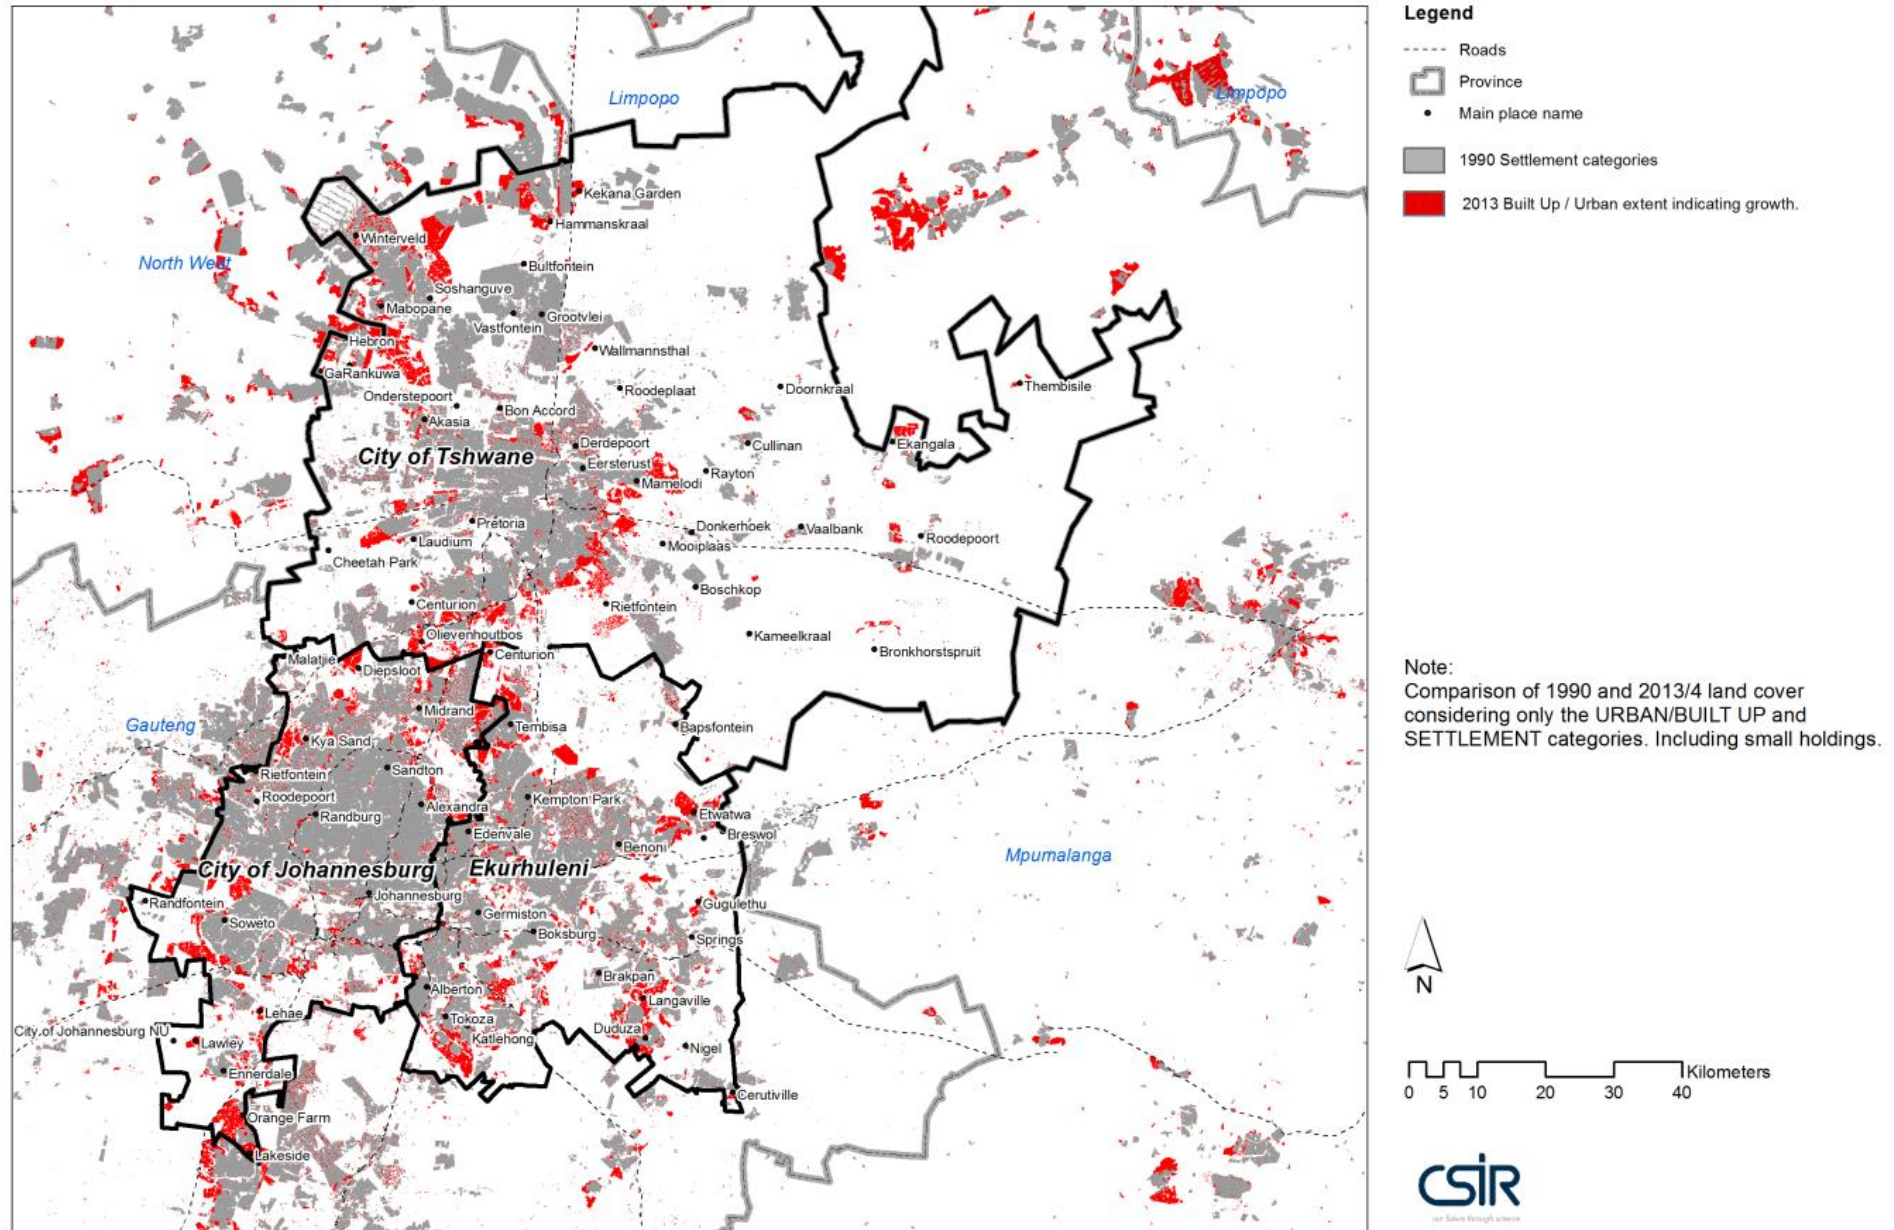 Legend
Roads
Province
Main place name
1990 Settlement categories
2013 Built Up / Urban extent indicating growth.
Limpopo
Limpopo
Kekana Garden
Hammanskraal
Winterveld
North West
Bultfontein
Soshanguve
Mabopane
Grootvlei
Vastfontein
Hebron
Wallmannsthal
GaRankuwa
Thembisile
Roodeplaat
Doornkraal
Onderstepoort
Bon Accord
Akasia
Derdepoort
Cullinan
Ekangala
City of Tshwane
Eersterust
Rayton
Mamelodi
Pretoria
Donkerhoek
Vaalbank
Laudium
Mooiplaas
Roodepoort
Cheetah Park
Boschkop
Centurion
Rietfontein
Olievenhoutbos
Kameelkraal
Centurion
Bronkhorstspruit
Malatjie
Diepsloot
Note:
Comparison of 1990 and 2013/4 land cover
considering only the URBAN/BUILT UP and
SETTLEMENT categories. Including small holdings.
Midrand
Gauteng
Tembisa
Bapsfontein
Kya Sand
Rietfontein
Sandton
Roodepoort
Kempton Park
Alexandra
Randburg
Etwatwa
Edenvale
Breswol
Benoni
Mpumalanga
City of Johannesburg
Ekurhuleni
Johannesburg
Randfontein
Gugulethu
Soweto
Germiston
Boksburg
Springs
Brakpan
Alberton
Langaville
Lehae
Tokoza
City of Johannesburg NU
Duduza
Lawley
Katlehong
Nigel
Ennerdale
Cerutiville
Orange Farm
Lakeside
N
Kilometers
0 5 10 20 30 40
CSIR
our future through science